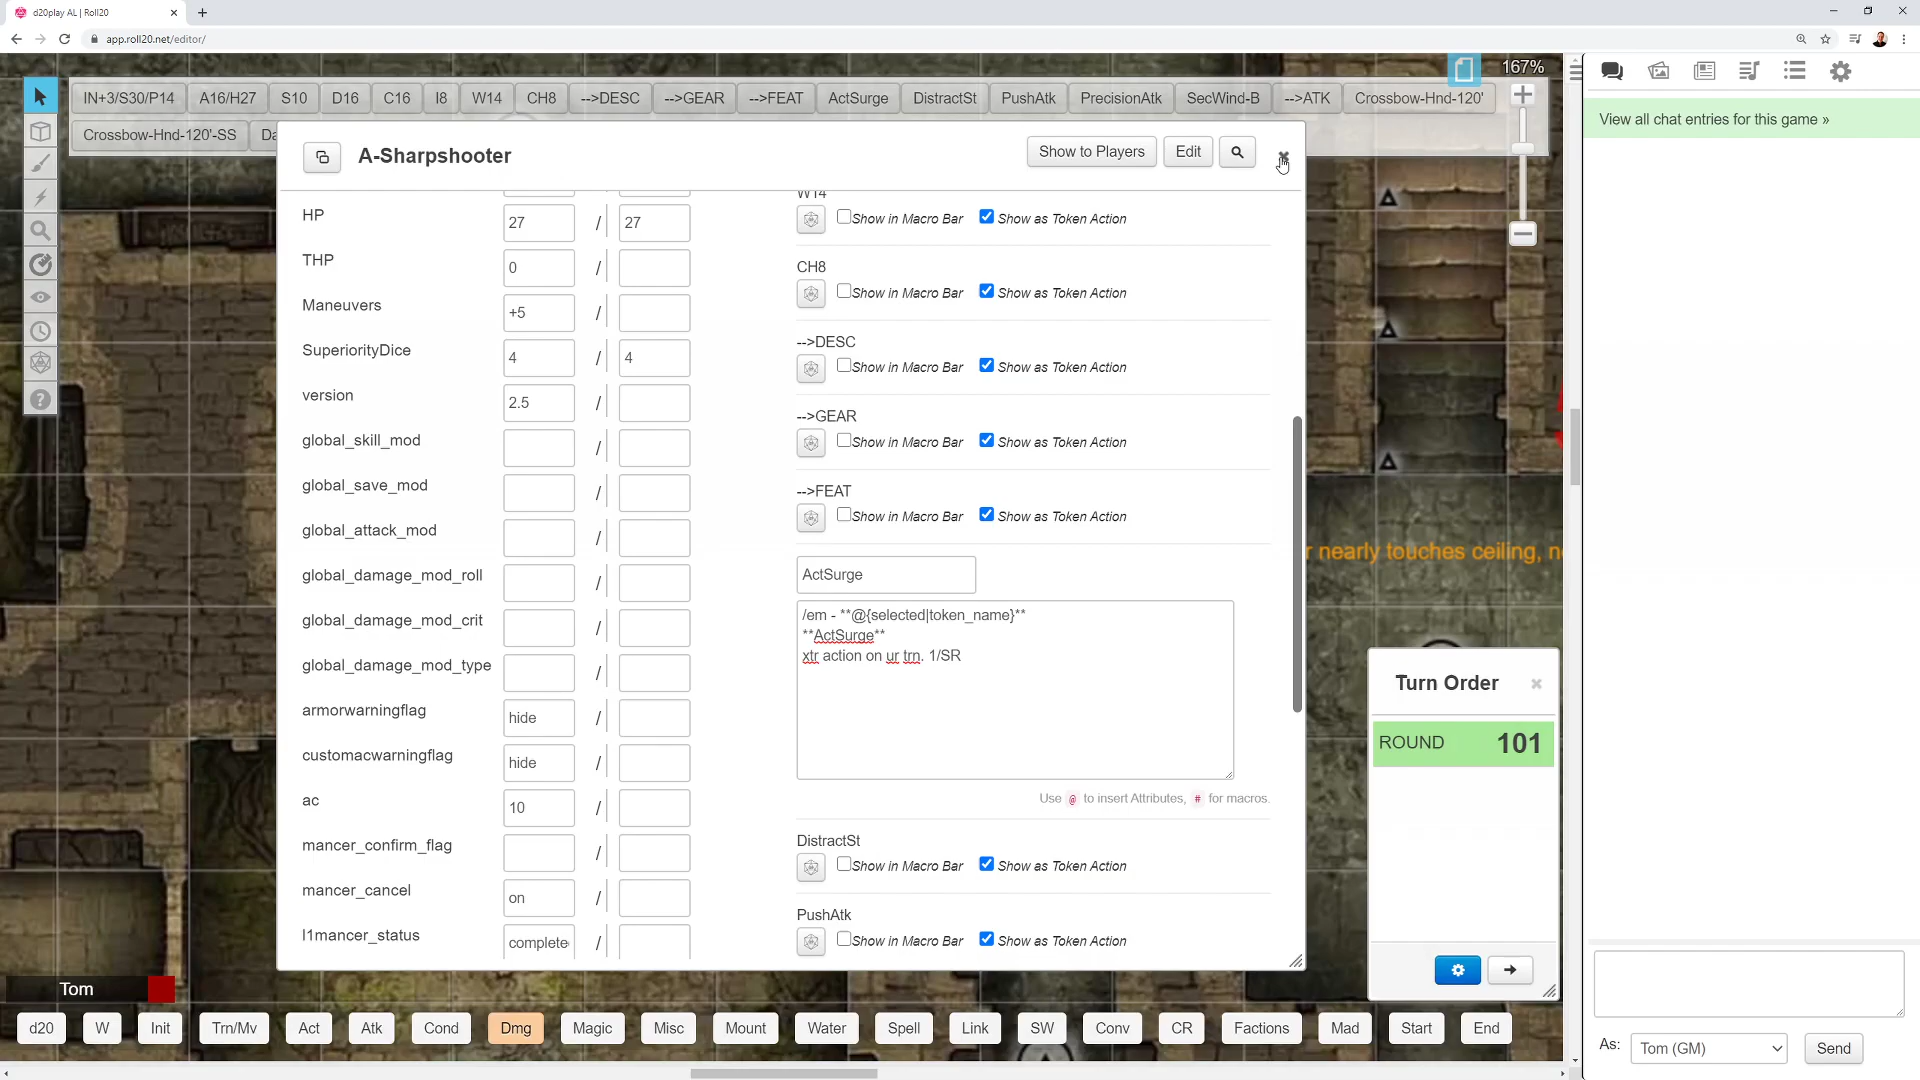 d20play AL | Roll20
app.roll20.net/editor/
167%
IN+3/S30/P14 A16/H27 S10 D16 C16 I8 W14 CH8 -->DESC -->GEAR -->FEAT ActSurge DistractSt PushAtk PrecisionAtk SecWind-B -->ATK Crossbow-Hnd-120'
Crossbow-Hnd-120'-SS Da
A-Sharpshooter
Show to Players Edit
HP 27 / 27
THP 0 /
Maneuvers +5 /
SuperiorityDice 4 / 4
version 2.5 /
global_skill_mod /
global_save_mod /
global_attack_mod /
global_damage_mod_roll /
global_damage_mod_crit /
global_damage_mod_type /
armorwarningflag hide /
customacwarningflag hide /
ac 10 /
mancer_confirm_flag /
mancer_cancel on /
l1mancer_status complete /
W14
Show in Macro Bar Show as Token Action
CH8
Show in Macro Bar Show as Token Action
-->DESC
Show in Macro Bar Show as Token Action
-->GEAR
Show in Macro Bar Show as Token Action
-->FEAT
Show in Macro Bar Show as Token Action
ActSurge
/em - **@{selected|token_name}**
**ActSurge**
xtr action on ur trn. 1/SR
Use @ to insert Attributes, # for macros.
DistractSt
Show in Macro Bar Show as Token Action
PushAtk
Show in Macro Bar Show as Token Action
r nearly touches ceiling, n
Turn Order
ROUND 101
View all chat entries for this game »
Tom
d20 W Init Trn/Mv Act Atk Cond Dmg Magic Misc Mount Water Spell Link SW Conv CR Factions Mad Start End
As: Tom (GM) Send